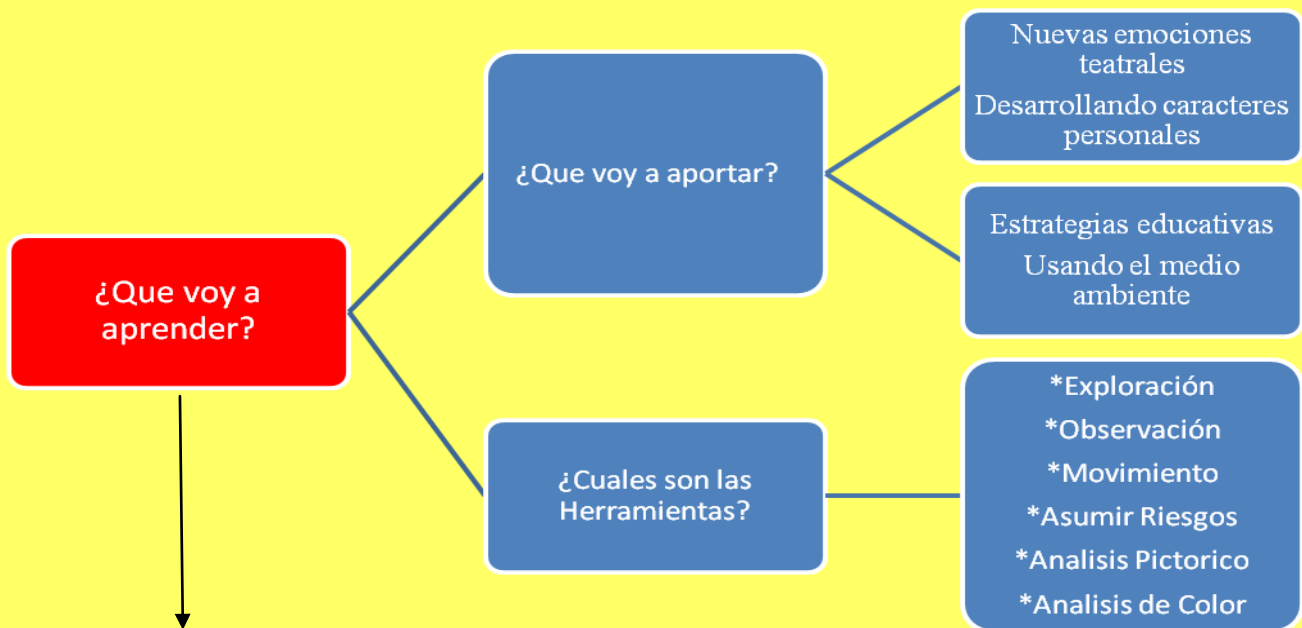 ¿Que voy a
aprender?
¿Que voy a aportar?
Nuevas emociones
teatrales
Desarrollando caracteres
personales
Estrategias educativas
Usando el medio
ambiente
¿Cuales son las
Herramientas?
*Exploración
*Observación
*Movimiento
*Asumir Riesgos
*Analisis Pictorico
*Analisis de Color